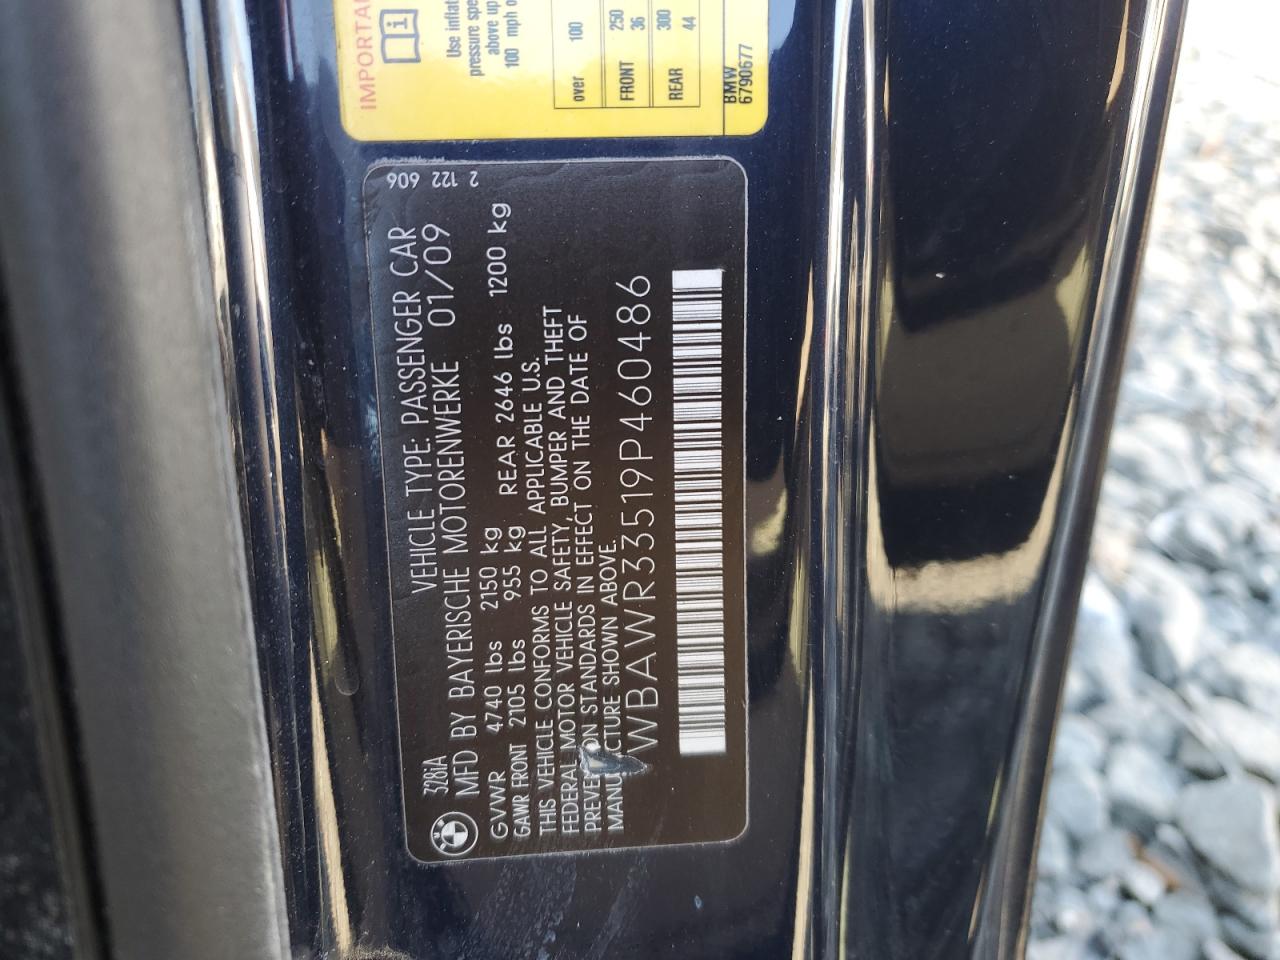 IMPORTA
Use inflat
pressure spe
above up
100 mph o
over 100
FRONT 250 36
REAR 300 44
BMW
6790677
328iA VEHICLE TYPE: PASSENGER CAR
MFD BY BAYERISCHE MOTORENWERKE 01/09
GVWR 4740 lbs 2150 kg
GAWR FRONT 2105 lbs 955 kg REAR 2646 lbs 1200 kg
THIS VEHICLE CONFORMS TO ALL APPLICABLE U.S.
FEDERAL MOTOR VEHICLE SAFETY, BUMPER AND THEFT
PREVE ON STANDARDS IN EFFECT ON THE DATE OF
MANU CTURE SHOWN ABOVE.
WBAWR33519P460486
2 122 606